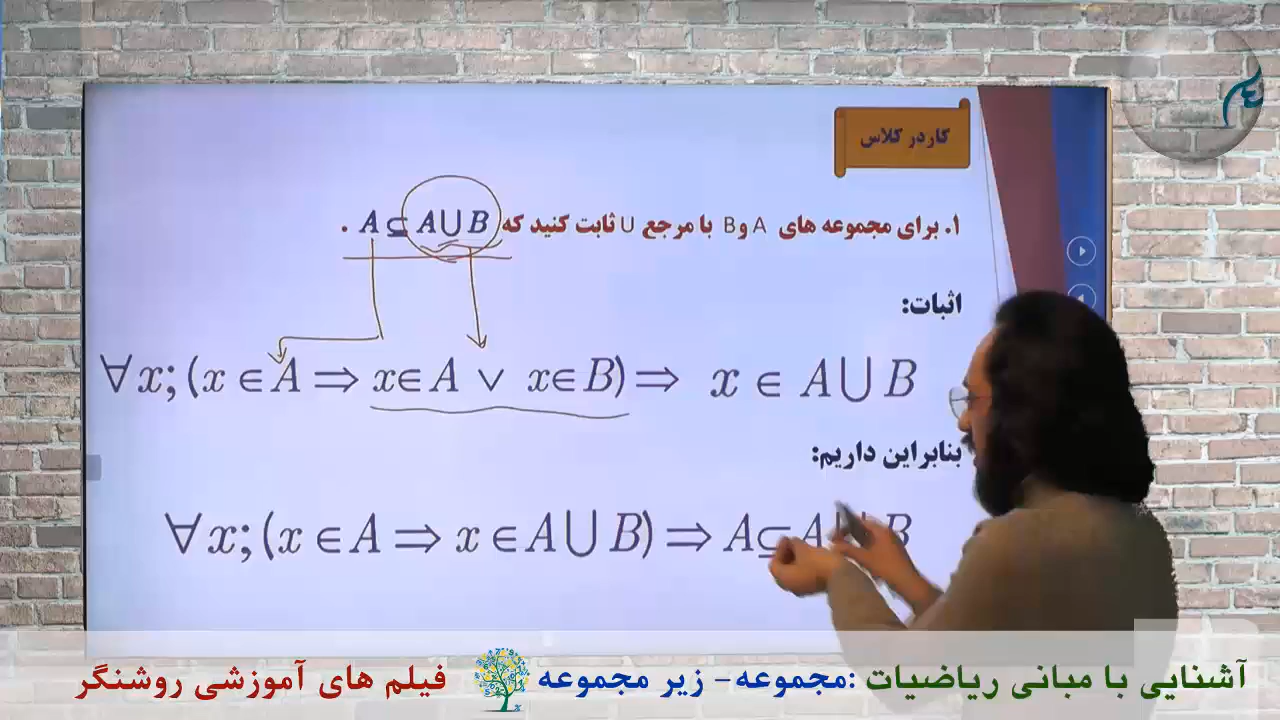 کار در کلاس
۱. برای مجموعه های A و B با مرجع U ثابت کنید که A ⊆ A ∪ B .
اثبات:
∀x; (x ∈ A ⇒ x ∈ A ∨ x ∈ B) ⇒ x ∈ A ∪ B
بنابراین داریم:
∀x; (x ∈ A ⇒ x ∈ A ∪ B) ⇒ A ⊆ A ∪ B
آشنایی با مبانی ریاضیات :مجموعه- زیر مجموعه فیلم های آموزشی روشنگر